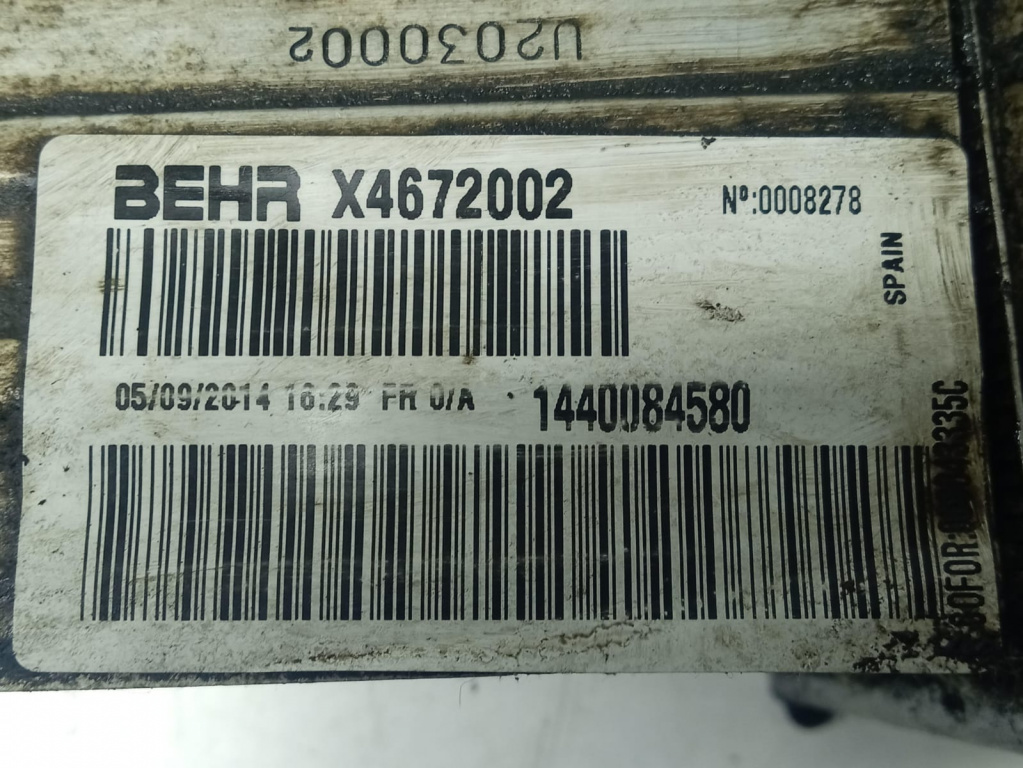 U2030002
BEHR X4672002
Nº:0008278
SPAIN
05/09/2014 16:29 FR 0/A
1440084580